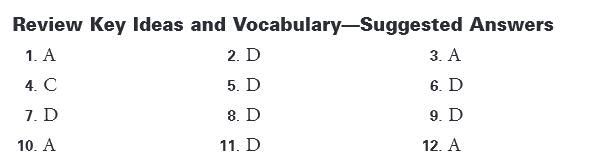 Review Key Ideas and Vocabulary—Suggested Answers
1. A 2. D 3. A
4. C 5. D 6. D
7. D 8. D 9. D
10. A 11. D 12. A